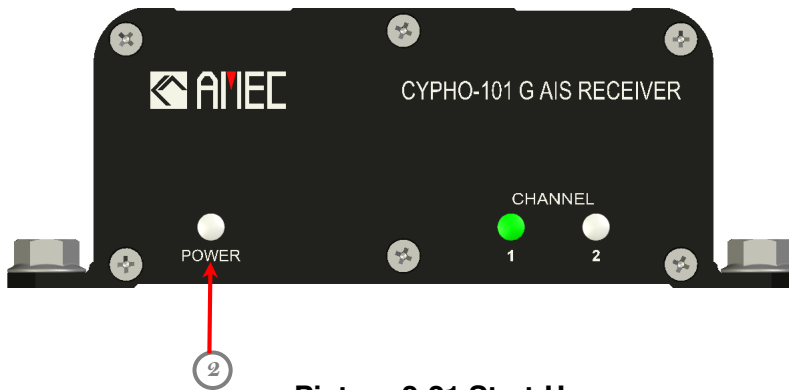 AMEC
CYPHO-101 G AIS RECEIVER
CHANNEL
POWER
1 2
2